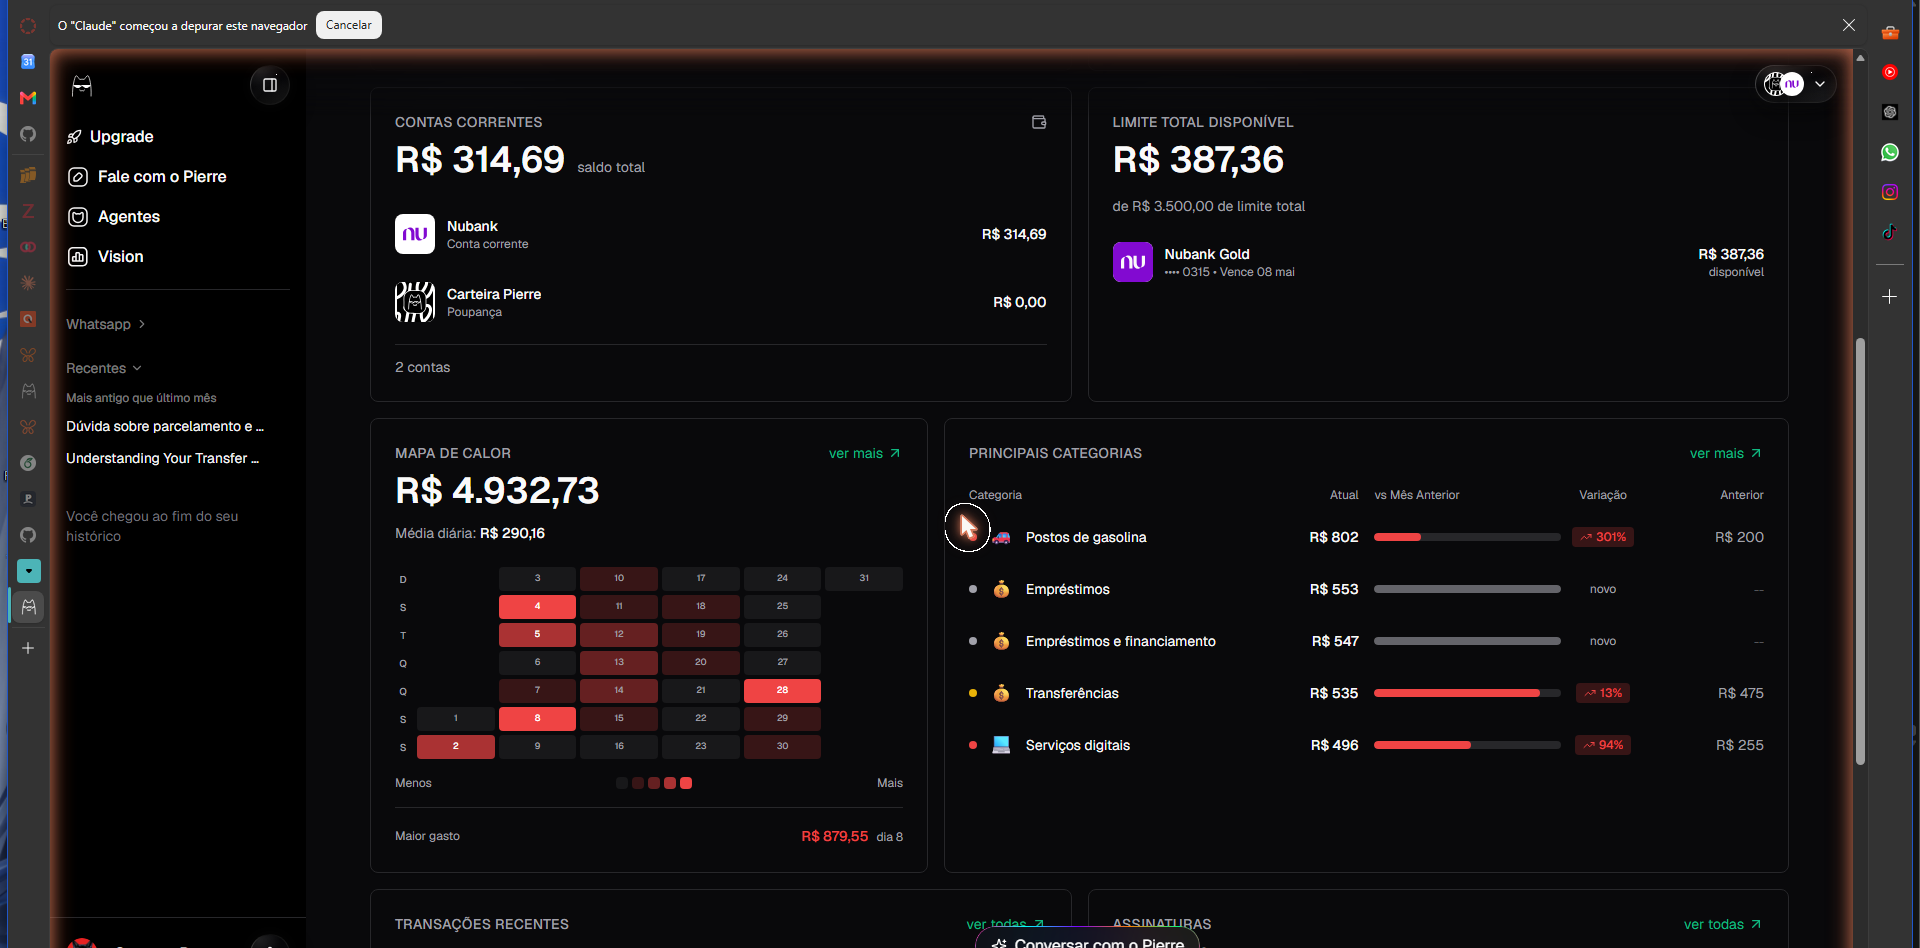 O "Claude" começou a depurar este navegador
Cancelar
31
Upgrade
Fale com o Pierre
Agentes
Vision
Whatsapp
Recentes
Mais antigo que último mês
Dúvida sobre parcelamento e ...
Understanding Your Transfer ...
Você chegou ao fim do seu
histórico
nu
CONTAS CORRENTES
R$ 314,69 saldo total
nu
Nubank
Conta corrente
R$ 314,69
Carteira Pierre
Poupança
R$ 0,00
2 contas
LIMITE TOTAL DISPONÍVEL
R$ 387,36
de R$ 3.500,00 de limite total
nu
Nubank Gold
•••• 0315 • Vence 08 mai
R$ 387,36
disponível
MAPA DE CALOR
ver mais
R$ 4.932,73
Média diária: R$ 290,16
D 3 10 17 24 31
S 4 11 18 25
T 5 12 19 26
Q 6 13 20 27
Q 7 14 21 28
S 1 8 15 22 29
S 2 9 16 23 30
Menos Mais
Maior gasto R$ 879,55 dia 8
PRINCIPAIS CATEGORIAS
ver mais
Categoria Atual vs Mês Anterior Variação Anterior
Postos de gasolina R$ 802 301% R$ 200
Empréstimos R$ 553 novo --
Empréstimos e financiamento R$ 547 novo --
Transferências R$ 535 13% R$ 475
Serviços digitais R$ 496 94% R$ 255
TRANSAÇÕES RECENTES
ver todas
ASSINATURAS
ver todas
Conversar com o Pierre